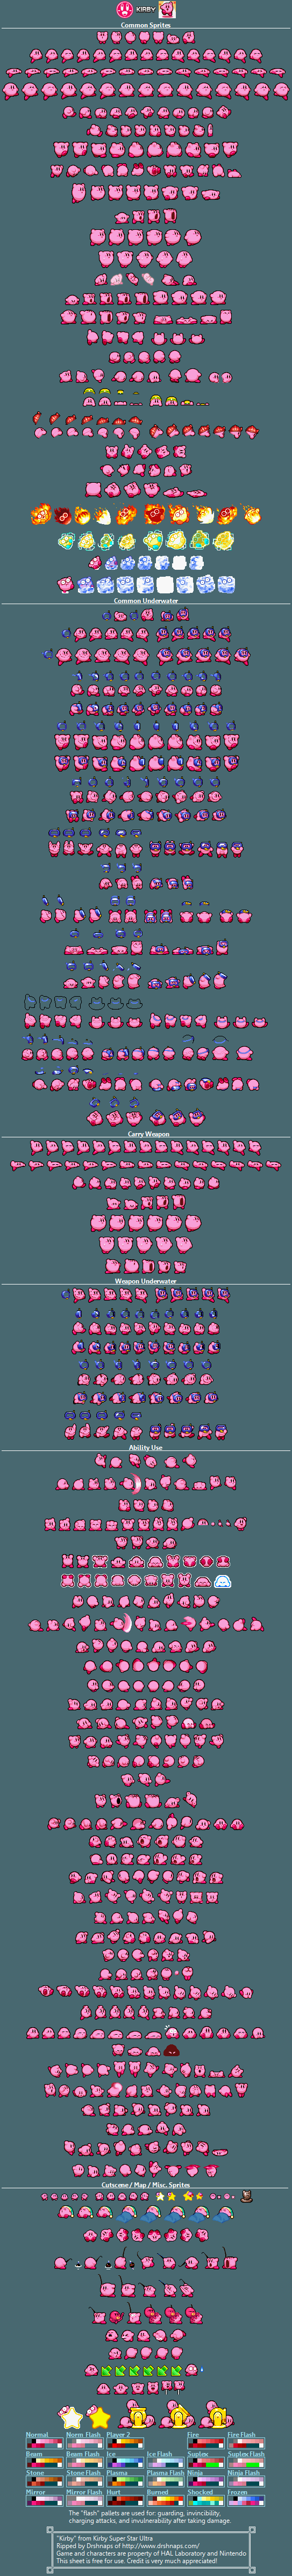 KIRBY
Common Sprites
Common Underwater
Carry Weapon
Weapon Underwater
Ability Use
Cutscene / Map / Misc. Sprites
Normal Norm Flash Player 2 Fire Fire Flash
Beam Beam Flash Ice Ice Flash Suplex Suplex Flash
Stone Stone Flash Plasma Plasma Flash Ninja Ninja Flash
Mirror Mirror Flash Hurt Burned Shocked Frozen
The "flash" pallets are used for: guarding, invincibility,
charging attacks, and invulnerability after taking damage.
"Kirby" from Kirby Super Star Ultra
Ripped by Drshnaps of http://www.drshnaps.com/
Game and characters are property of HAL Laboratory and Nintendo
This sheet is free for use. Credit is very much appreciated!